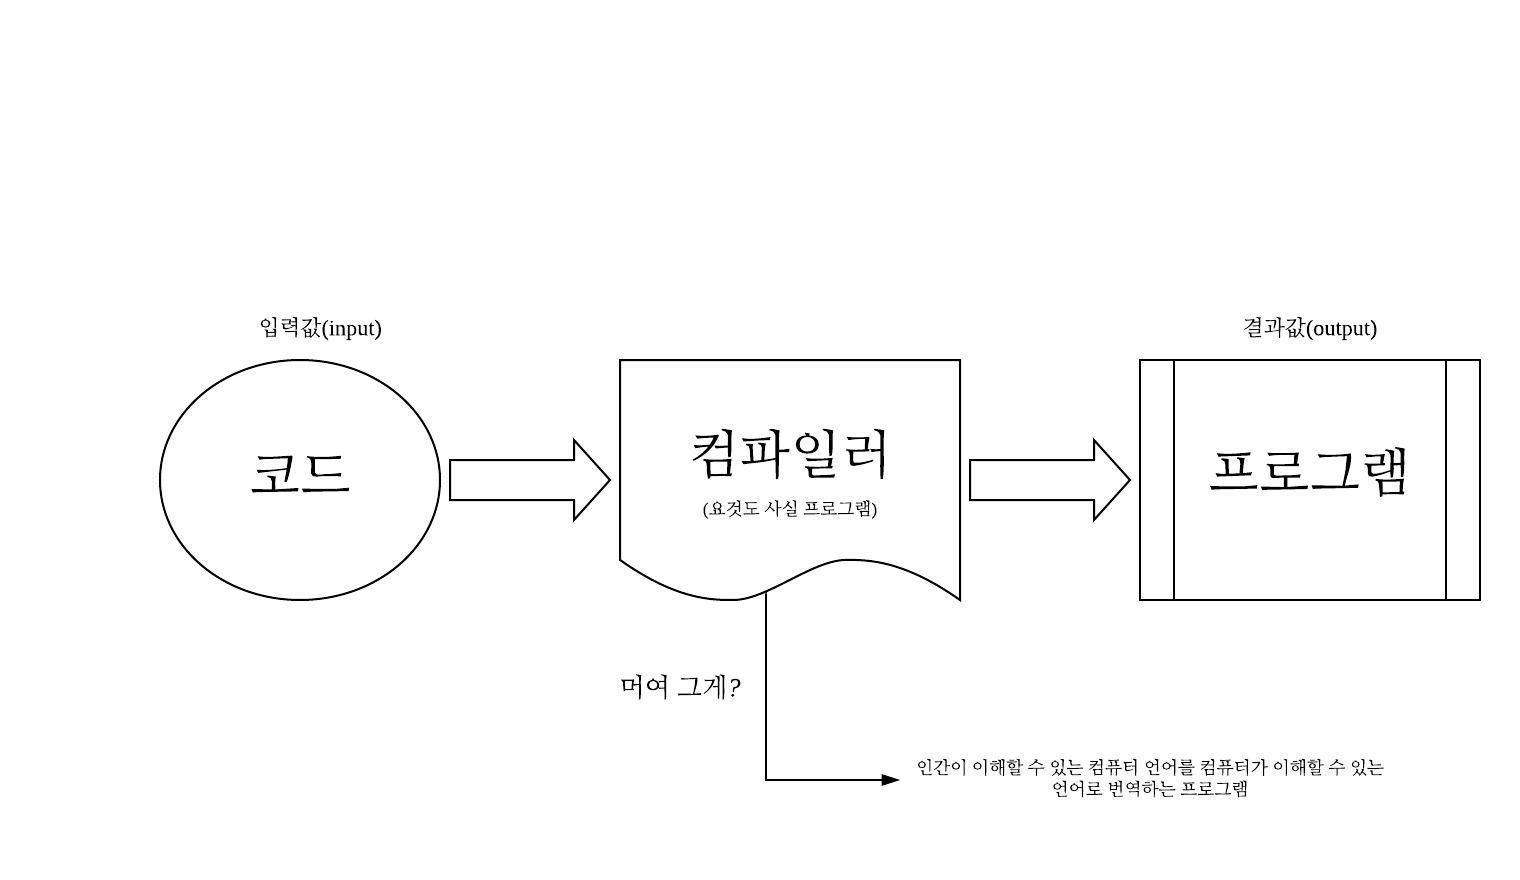 입력값(input)
결과값(output)
코드
컴파일러
(요것도 사실 프로그램)
프로그램
머여 그게?
인간이 이해할 수 있는 컴퓨터 언어를 컴퓨터가 이해할 수 있는
언어로 번역하는 프로그램